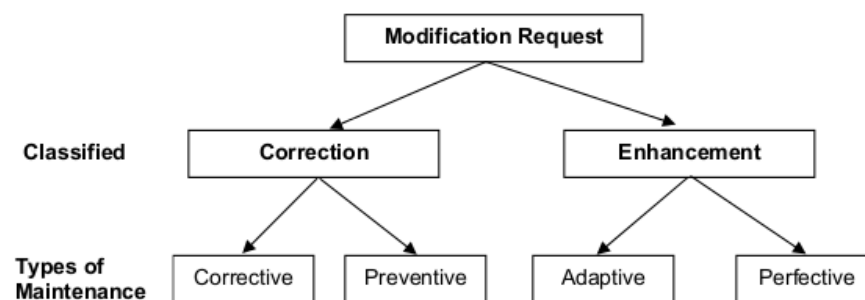 Modification Request
Classified
Correction
Enhancement
Types of
Maintenance
Corrective
Preventive
Adaptive
Perfective